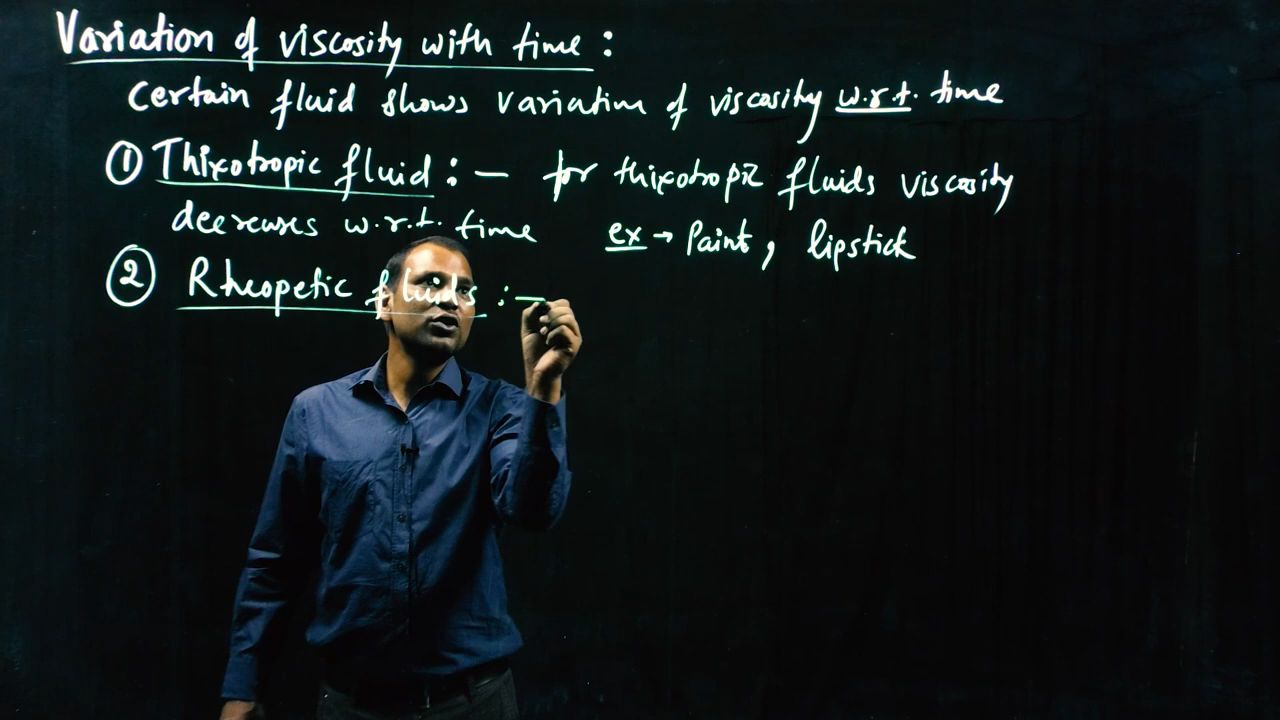 Variation of viscosity with time :
Certain fluid shows variation of viscosity w.r.t. time
① Thixotropic fluid : — for thixotropic fluids viscosity
decreases w.r.t. time ex → Paint, lipstick
② Rheopetic fluids : —